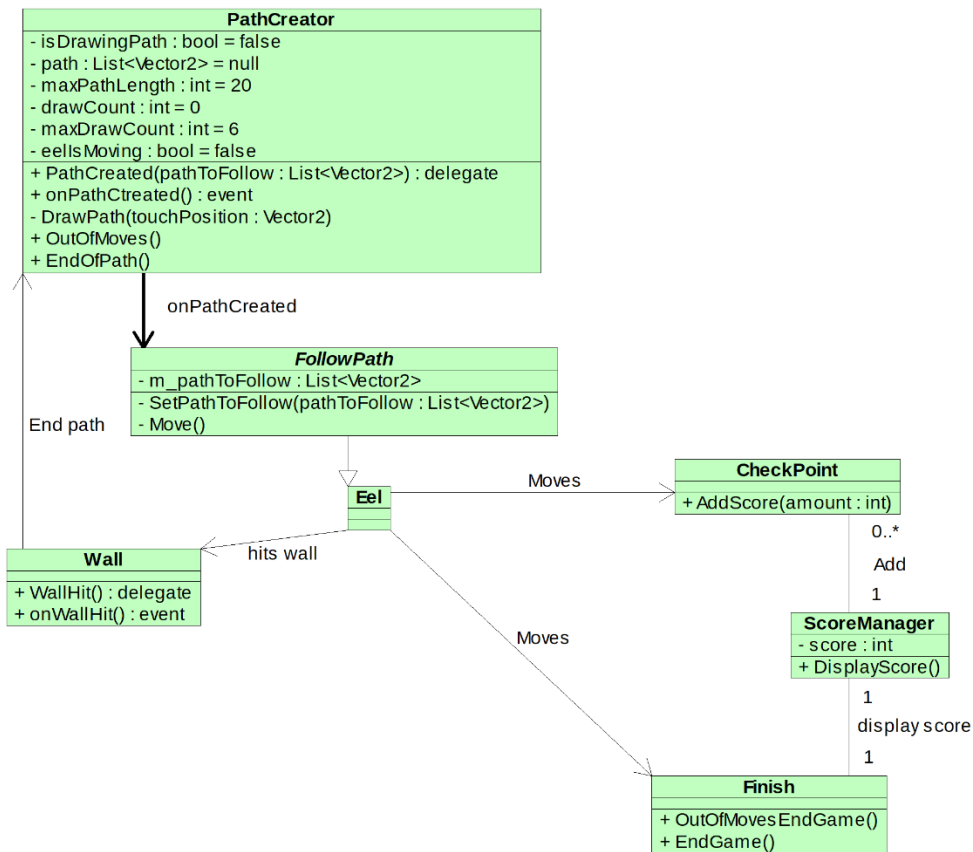 PathCreator
- isDrawingPath : bool = false
- path : List<Vector2> = null
- maxPathLength : int = 20
- drawCount : int = 0
- maxDrawCount : int = 6
- eelIsMoving : bool = false
+ PathCreated(pathToFollow : List<Vector2>) : delegate
+ onPathCtreated() : event
- DrawPath(touchPosition : Vector2)
+ OutOfMoves()
+ EndOfPath()
onPathCreated
FollowPath
- m_pathToFollow : List<Vector2>
- SetPathToFollow(pathToFollow : List<Vector2>)
- Move()
End path
Eel
Moves
CheckPoint
+ AddScore(amount : int)
hits wall
Wall
+ WallHit() : delegate
+ onWallHit() : event
0..*
Add
1
ScoreManager
- score : int
+ DisplayScore()
Moves
1
display score
1
Finish
+ OutOfMovesEndGame()
+ EndGame()